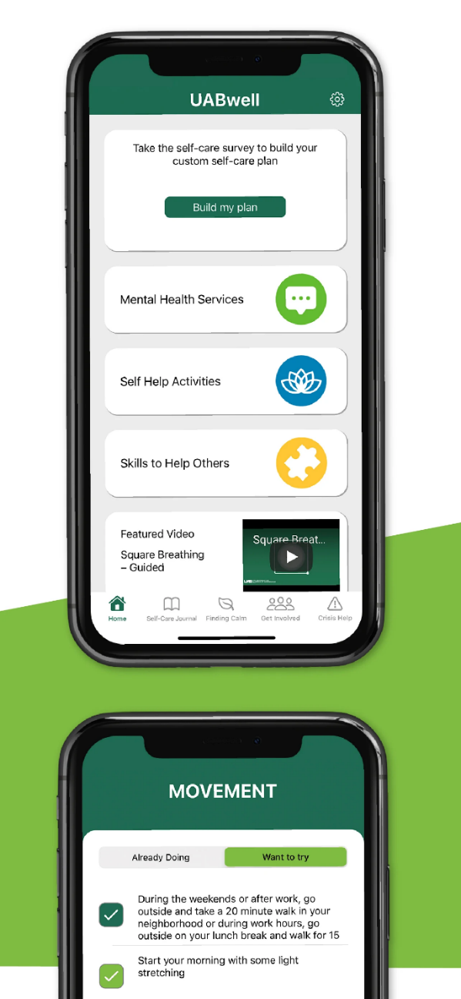 UABwell
Take the self-care survey to build your
custom self-care plan
Build my plan
Mental Health Services
Self Help Activities
Skills to Help Others
Featured Video
Square Breathing
– Guided
Square Breat...
Home
Self-Care Journal
Finding Calm
Get Involved
Crisis Help
MOVEMENT
Already Doing
Want to try
During the weekends or after work, go
outside and take a 20 minute walk in your
neighborhood or during work hours, go
outside on your lunch break and walk for 15
Start your morning with some light
stretching